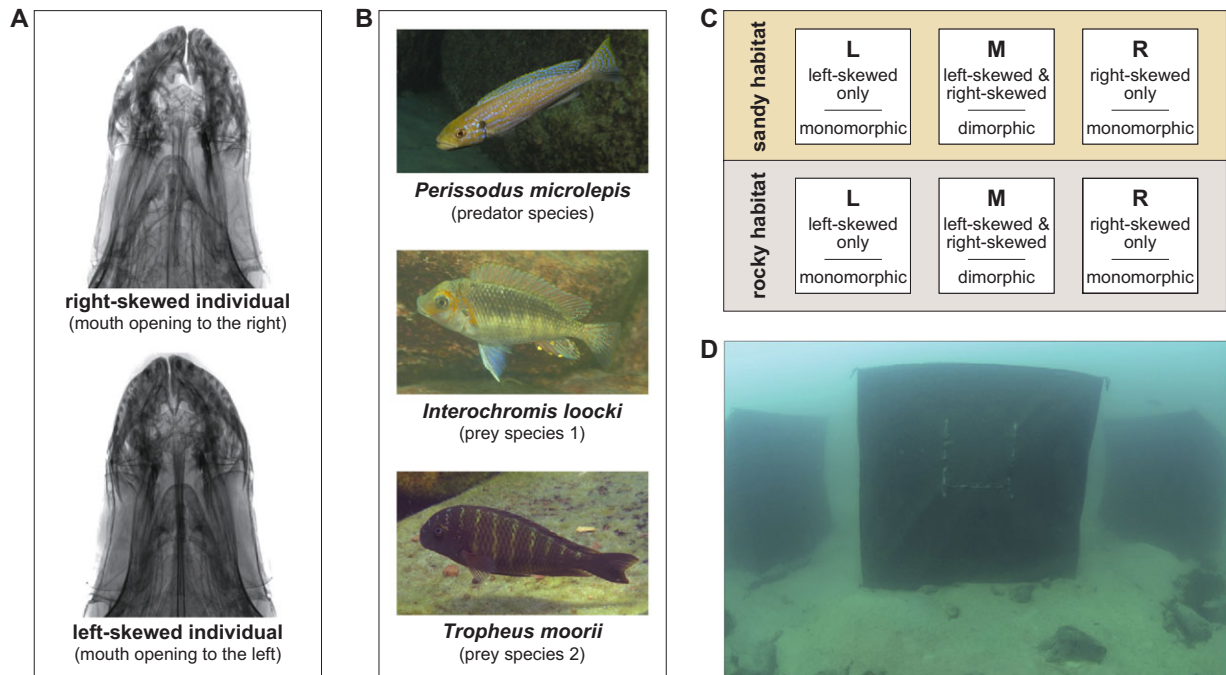 A
right-skewed individual
(mouth opening to the right)
left-skewed individual
(mouth opening to the left)
B
Perissodus microlepis
(predator species)
Interochromis loocki
(prey species 1)
Tropheus moorii
(prey species 2)
C
sandy habitat
L
left-skewed
only
monomorphic
M
left-skewed &
right-skewed
dimorphic
R
right-skewed
only
monomorphic
rocky habitat
L
left-skewed
only
monomorphic
M
left-skewed &
right-skewed
dimorphic
R
right-skewed
only
monomorphic
D